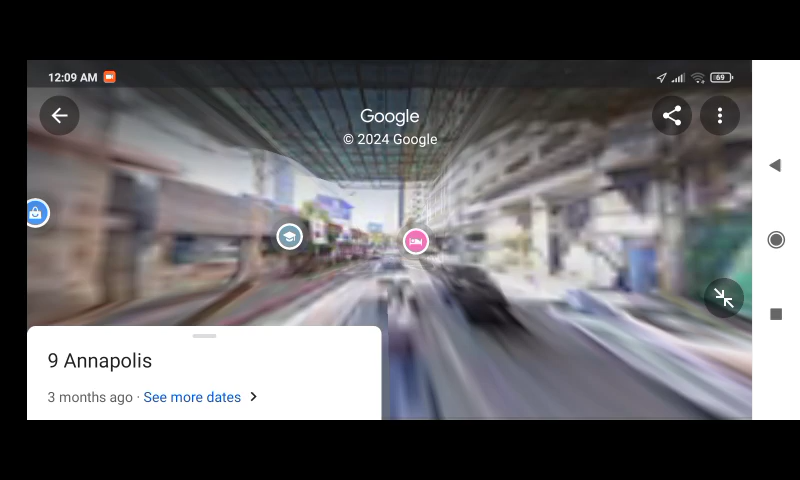 12:09 AM
69
Google
© 2024 Google
9 Annapolis
3 months ago · See more dates